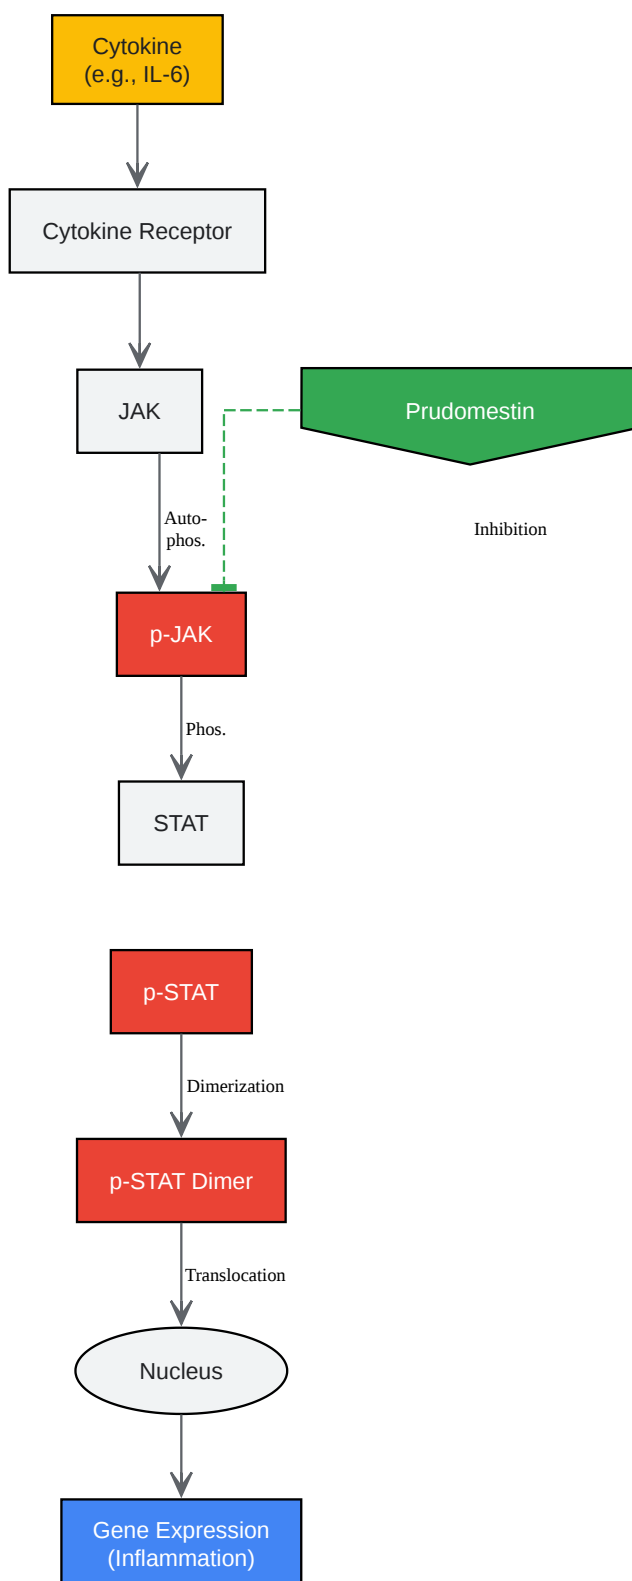 Cytokine
(e.g., IL-6)
Cytokine Receptor
JAK
Prudomestin
Auto-
phos.
Inhibition
p-JAK
Phos.
STAT
p-STAT
Dimerization
p-STAT Dimer
Translocation
Nucleus
Gene Expression
(Inflammation)